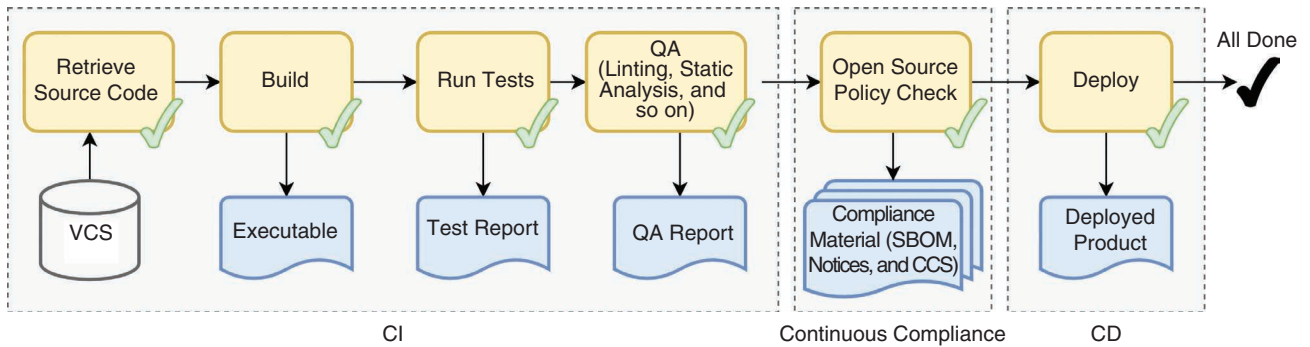 Retrieve
Source Code
Build
Run Tests
QA
(Linting, Static
Analysis, and
so on)
Open Source
Policy Check
Deploy
All Done
VCS
Executable
Test Report
QA Report
Compliance
Material (SBOM,
Notices, and CCS)
Deployed
Product
CI
Continuous Compliance
CD